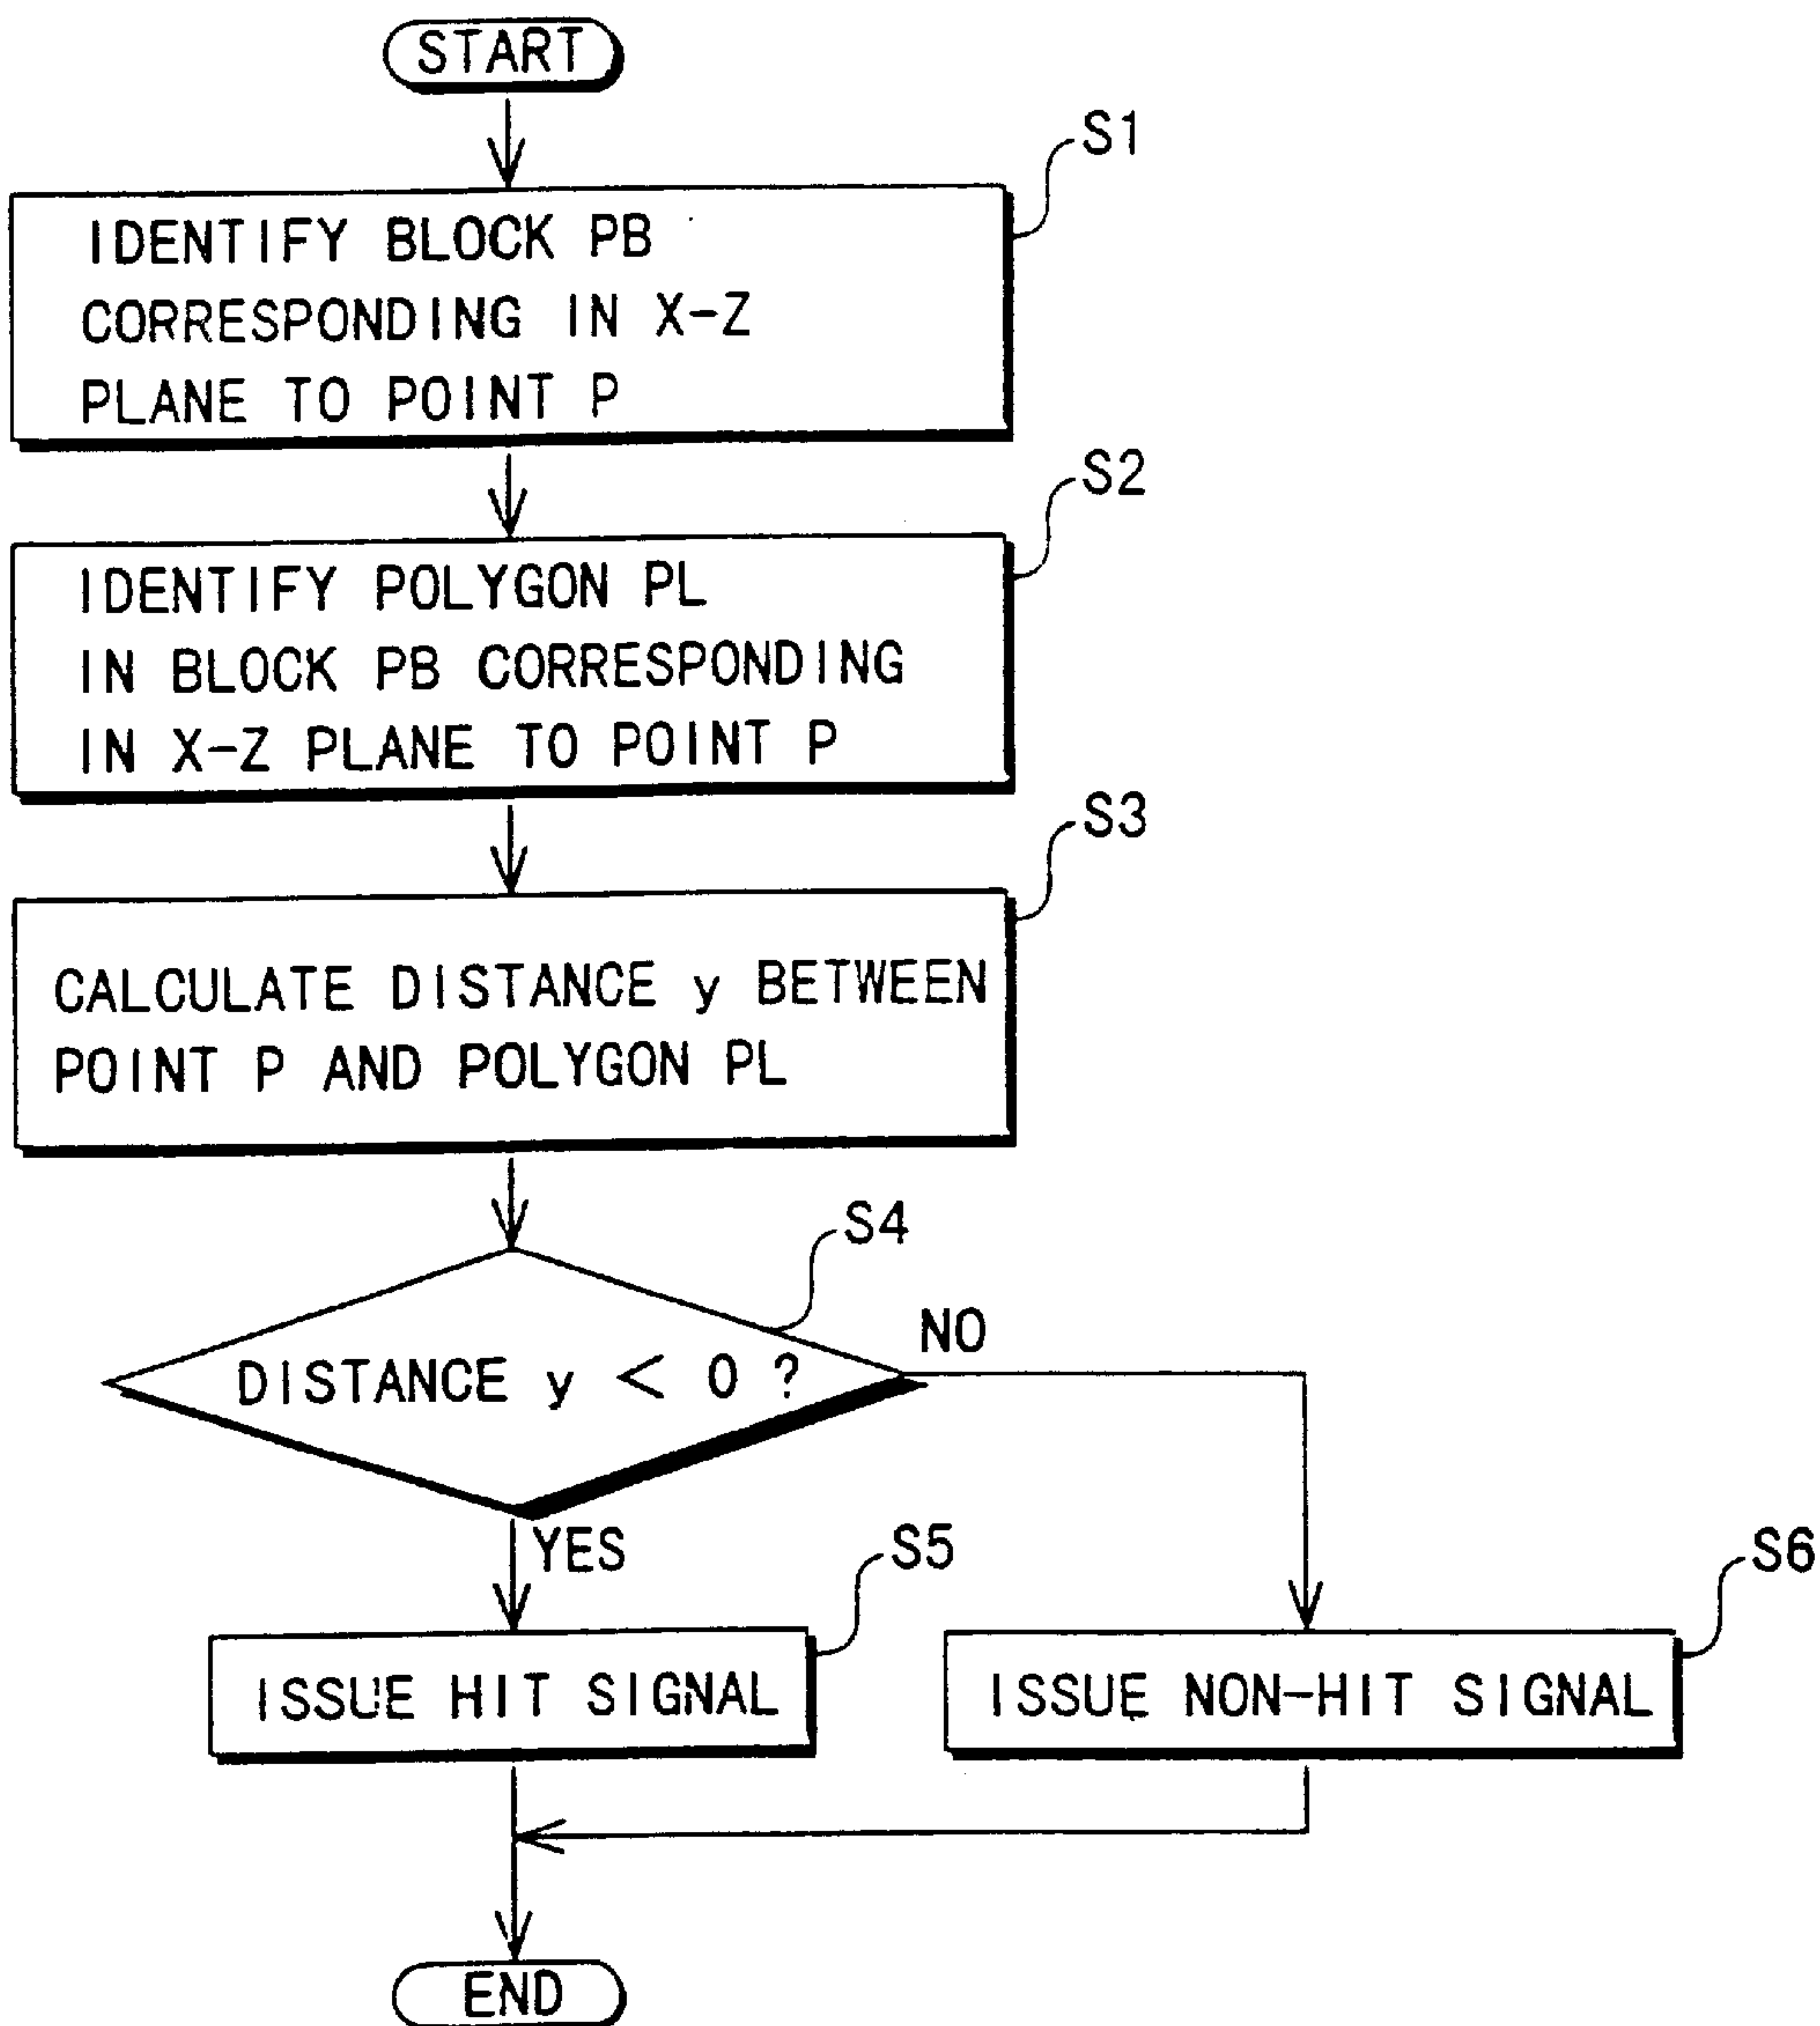 START
S1
IDENTIFY BLOCK PB
CORRESPONDING IN X-Z
PLANE TO POINT P
S2
IDENTIFY POLYGON PL
IN BLOCK PB CORRESPONDING
IN X-Z PLANE TO POINT P
S3
CALCULATE DISTANCE y BETWEEN
POINT P AND POLYGON PL
S4
DISTANCE y < 0 ?
NO
YES
S5
ISSUE HIT SIGNAL
S6
ISSUE NON-HIT SIGNAL
END